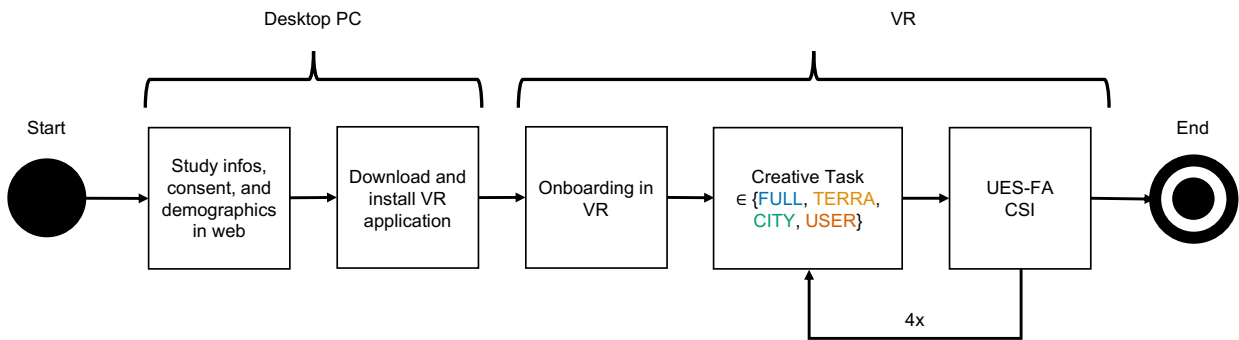 Desktop PC
VR
Start
End
Study infos,
consent, and
demographics
in web
Download and
install VR
application
Onboarding in
VR
Creative Task
∈ {FULL, TERRA,
CITY, USER}
UES-FA
CSI
4x